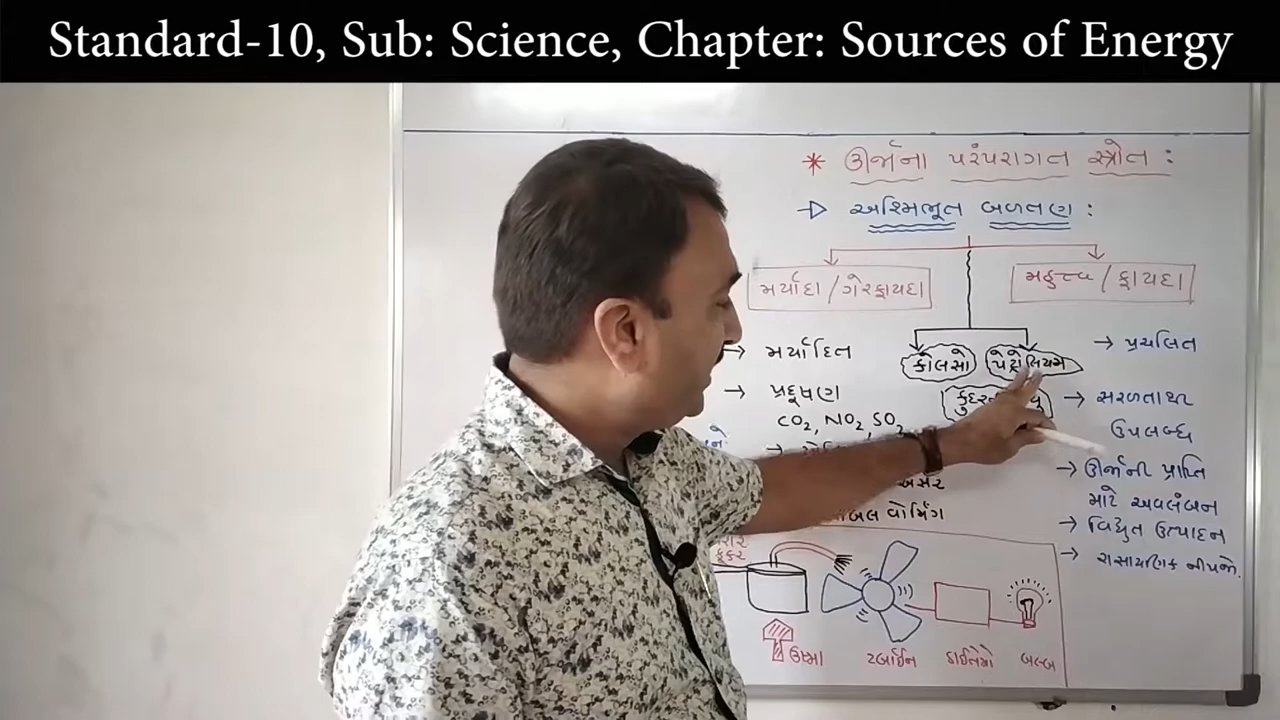 Standard-10, Sub: Science, Chapter: Sources of Energy
* ઊર્જાના પરંપરાગત સ્ત્રોત :
અશ્મિભૂત બળતણ :
મર્યાદા / ગેરફાયદા
મહત્ત્વ / ફાયદા
→ મર્યાદિત
કોલસો
પેટ્રોલિયમ
→ પ્રચલિત
→ પ્રદૂષણ
→ સરળતાથી
CO2, NO2, SO2
ઉપલબ્ધ
→ ઊર્જાની પ્રાપ્તિ
અસર
માટે અવલંબન
વોર્મિંગ
→ વિદ્યુત ઉત્પાદન
કૂકર
→ રાસાયણિક નીપજો.
ઉષ્મા
ટર્બાઈન
ડાઈનેમો
બલ્બ